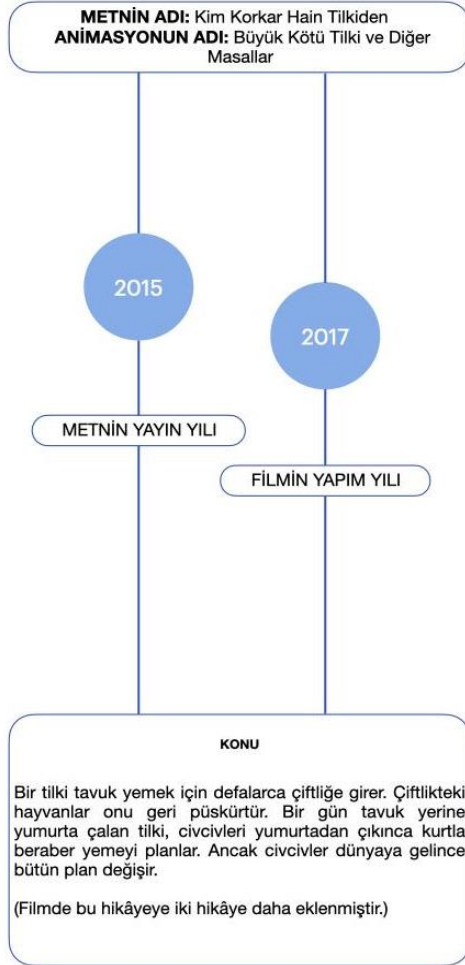 METNİN ADI: Kim Korkar Hain Tilkiden
ANİMASYONUN ADI: Büyük Kötü Tilki ve Diğer
Masallar
2015
2017
METNİN YAYIN YILI
FİLMİN YAPIM YILI
KONU
Bir tilki tavuk yemek için defalarca çiftliğe girer. Çiftlikteki
hayvanlar onu geri püskürtür. Bir gün tavuk yerine
yumurta çalan tilki, civcivleri yumurtadan çıkınca kurtla
beraber yemeyi planlar. Ancak civcivler dünyaya gelince
bütün plan değişir.
(Filmde bu hikâyeye iki hikâye daha eklenmiştir.)